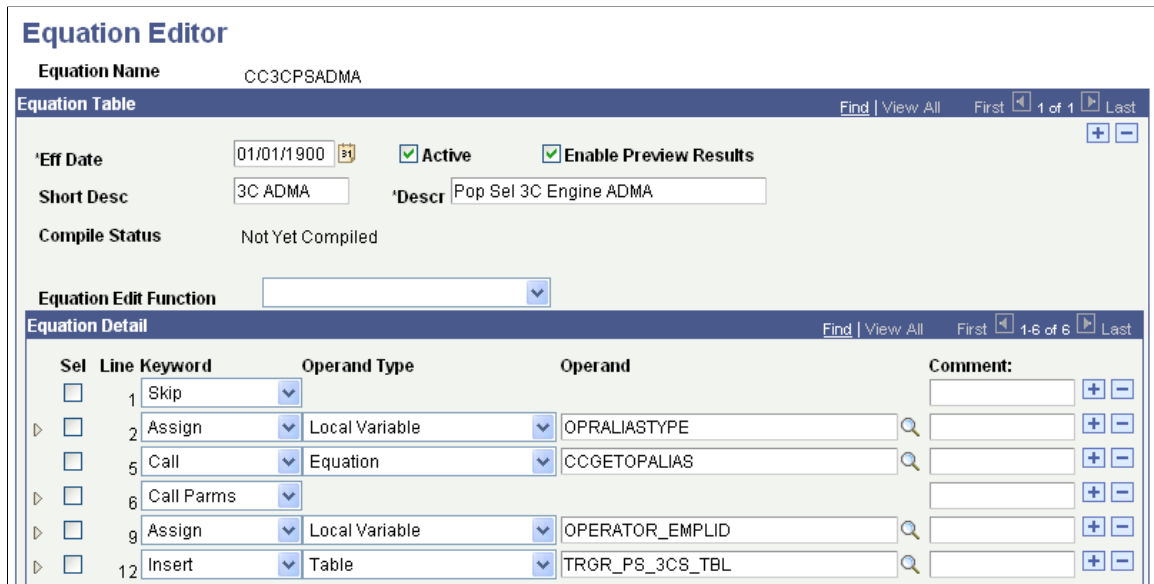 Equation Editor
Equation Name CC3CPSADMA
Equation Table Find | View All First 1 of 1 Last
*Eff Date 01/01/1900 31 Active Enable Preview Results
Short Desc 3C ADMA *Descr Pop Sel 3C Engine ADMA
Compile Status Not Yet Compiled
Equation Edit Function
Equation Detail Find | View All First 1-6 of 6 Last
Sel Line Keyword Operand Type Operand Comment:
1 Skip
2 Assign Local Variable OPRALIASTYPE
5 Call Equation CCGETOPALIAS
6 Call Parms
9 Assign Local Variable OPERATOR_EMPLID
12 Insert Table TRGR_PS_3CS_TBL